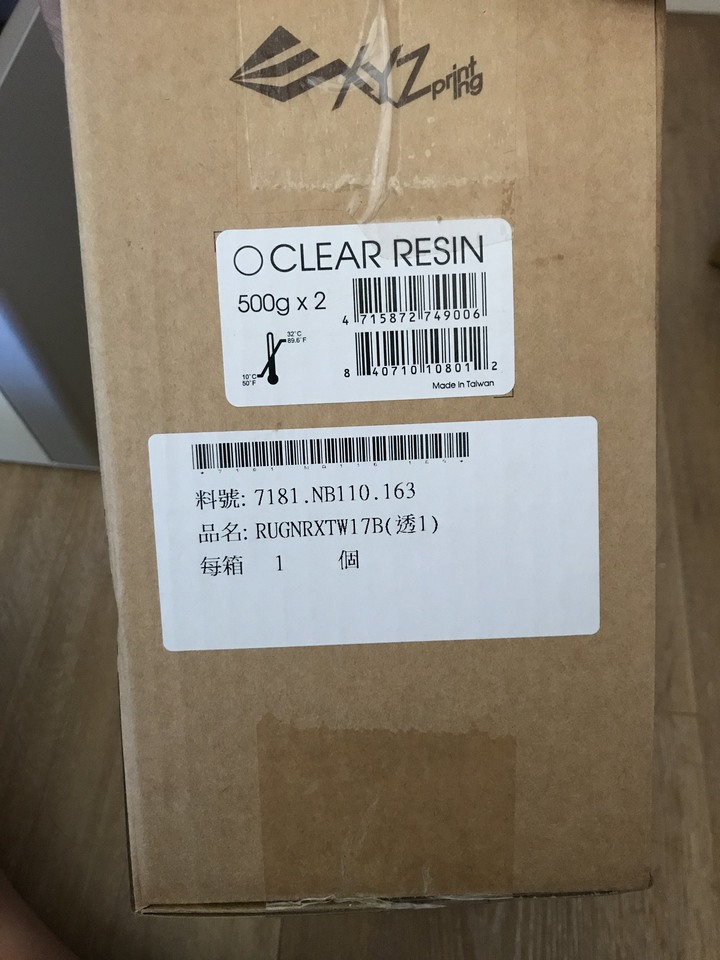 XYZprinting
CLEAR RESIN
500g x 2
4 715872 749006
32°C
89.6°F
10°C
50°F
8 40710 10801 2
Made in Taiwan
料號: 7181.NB110.163
品名: RUGNRXTW17B(透1)
每箱 1 個